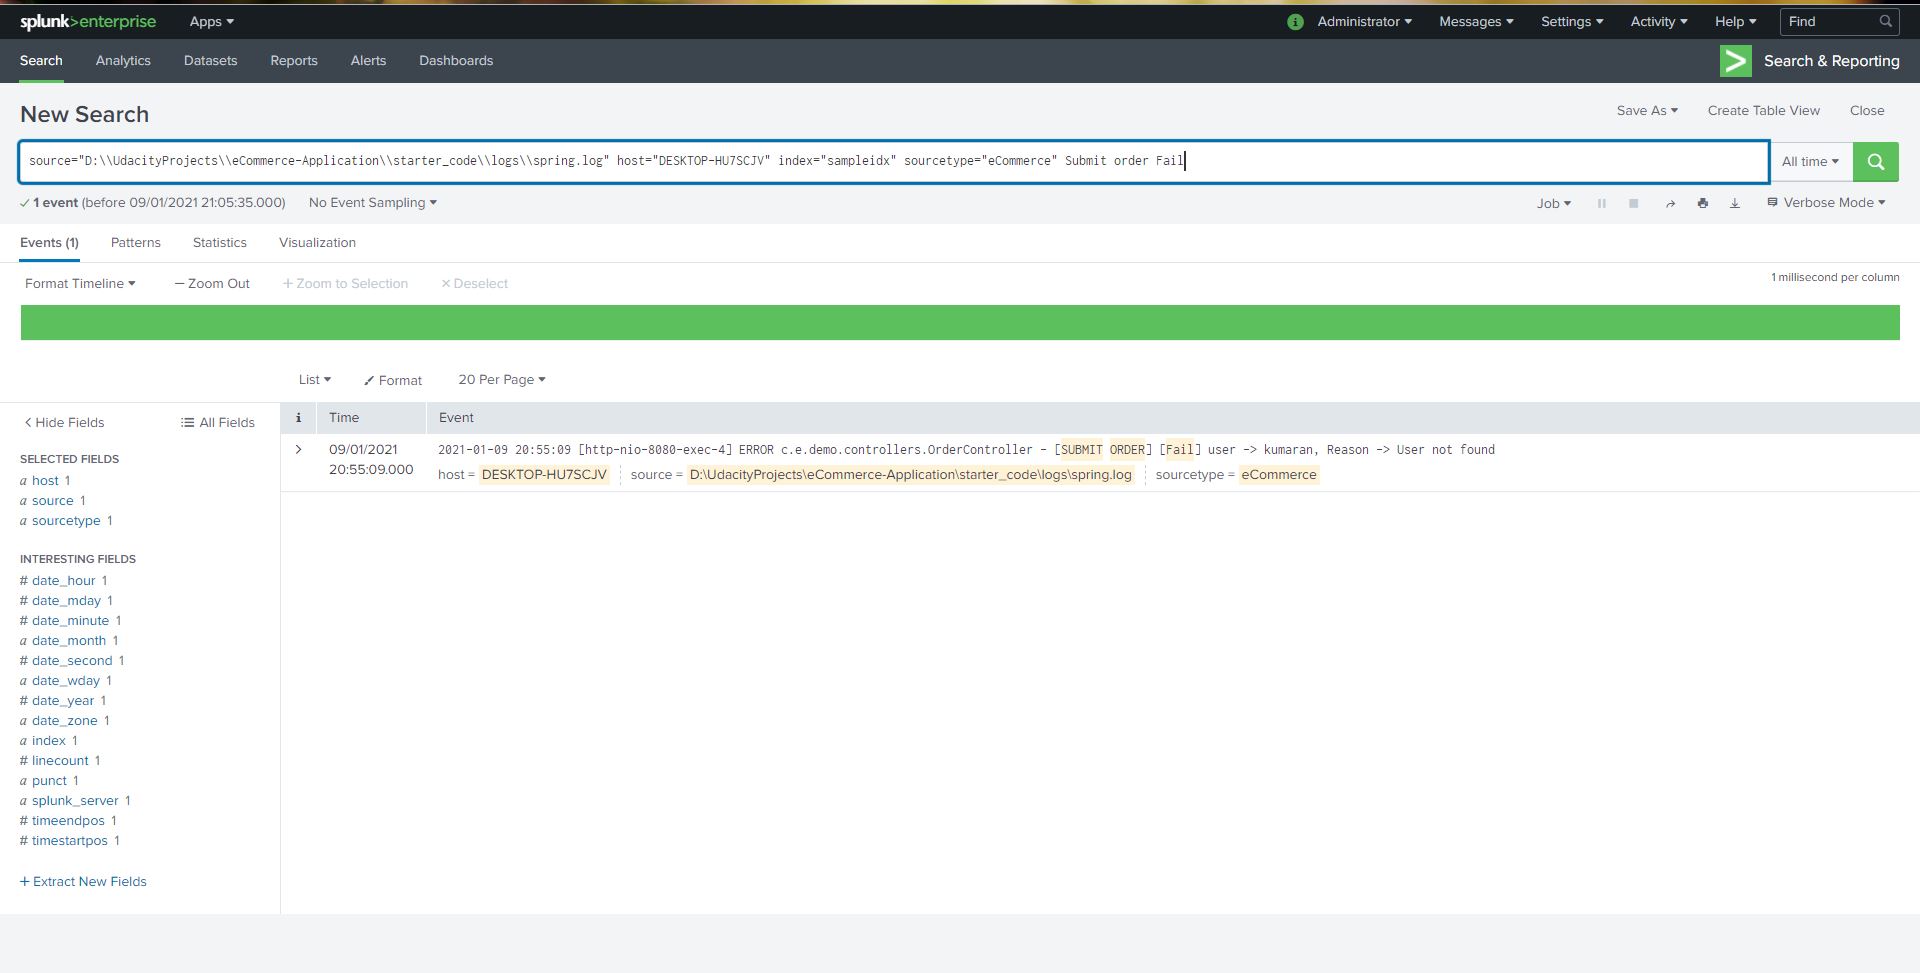 splunk>enterprise Apps Administrator Messages Settings Activity Help Find
Search Analytics Datasets Reports Alerts Dashboards Search & Reporting
New Search Save As Create Table View Close
source="D:\\UdacityProjects\\eCommerce-Application\\starter_code\\logs\\spring.log" host="DESKTOP-HU7SCJV" index="sampleidx" sourcetype="eCommerce" Submit order Fail All time
1 event (before 09/01/2021 21:05:35.000) No Event Sampling Job Verbose Mode
Events (1) Patterns Statistics Visualization
Format Timeline — Zoom Out + Zoom to Selection × Deselect 1 millisecond per column
List Format 20 Per Page
< Hide Fields All Fields
SELECTED FIELDS
a host 1
a source 1
a sourcetype 1
INTERESTING FIELDS
# date_hour 1
# date_mday 1
# date_minute 1
a date_month 1
# date_second 1
a date_wday 1
# date_year 1
a date_zone 1
a index 1
# linecount 1
a punct 1
a splunk_server 1
# timeendpos 1
# timestartpos 1
+ Extract New Fields
i Time Event
> 09/01/2021 20:55:09.000
2021-01-09 20:55:09 [http-nio-8080-exec-4] ERROR c.e.demo.controllers.OrderController - [SUBMIT ORDER] [Fail] user -> kumaran, Reason -> User not found
host = DESKTOP-HU7SCJV source = D:\UdacityProjects\eCommerce-Application\starter_code\logs\spring.log sourcetype = eCommerce